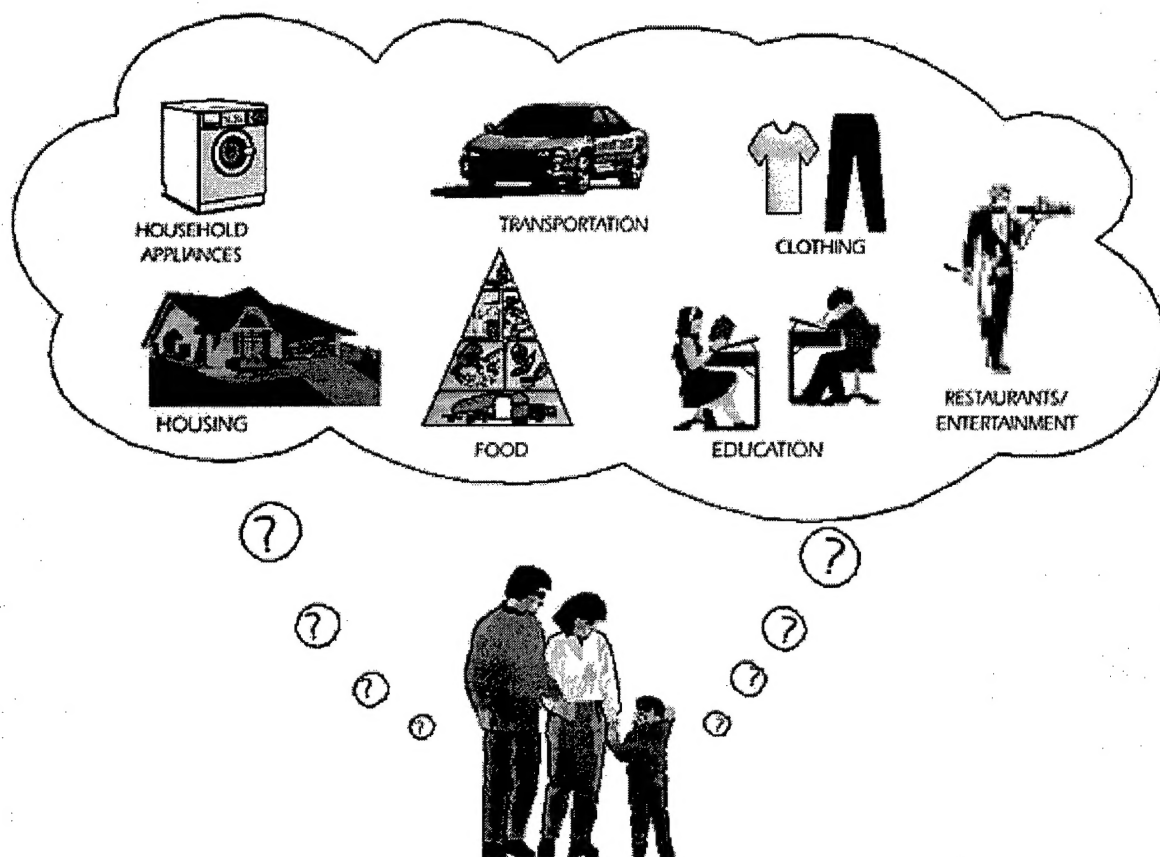 HOUSEHOLD
APPLIANCES
TRANSPORTATION
CLOTHING
HOUSING
FOOD
EDUCATION
RESTAURANTS/
ENTERTAINMENT
?
?
?
?
?
?
?
?